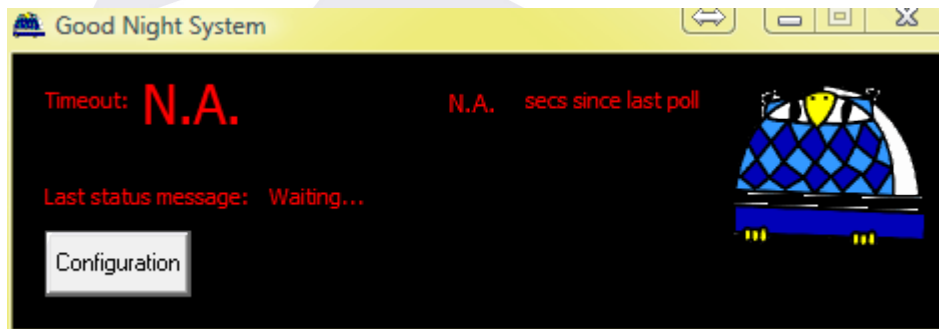 Good Night System
Timeout: N.A. N.A. secs since last poll
Last status message: Waiting...
Configuration